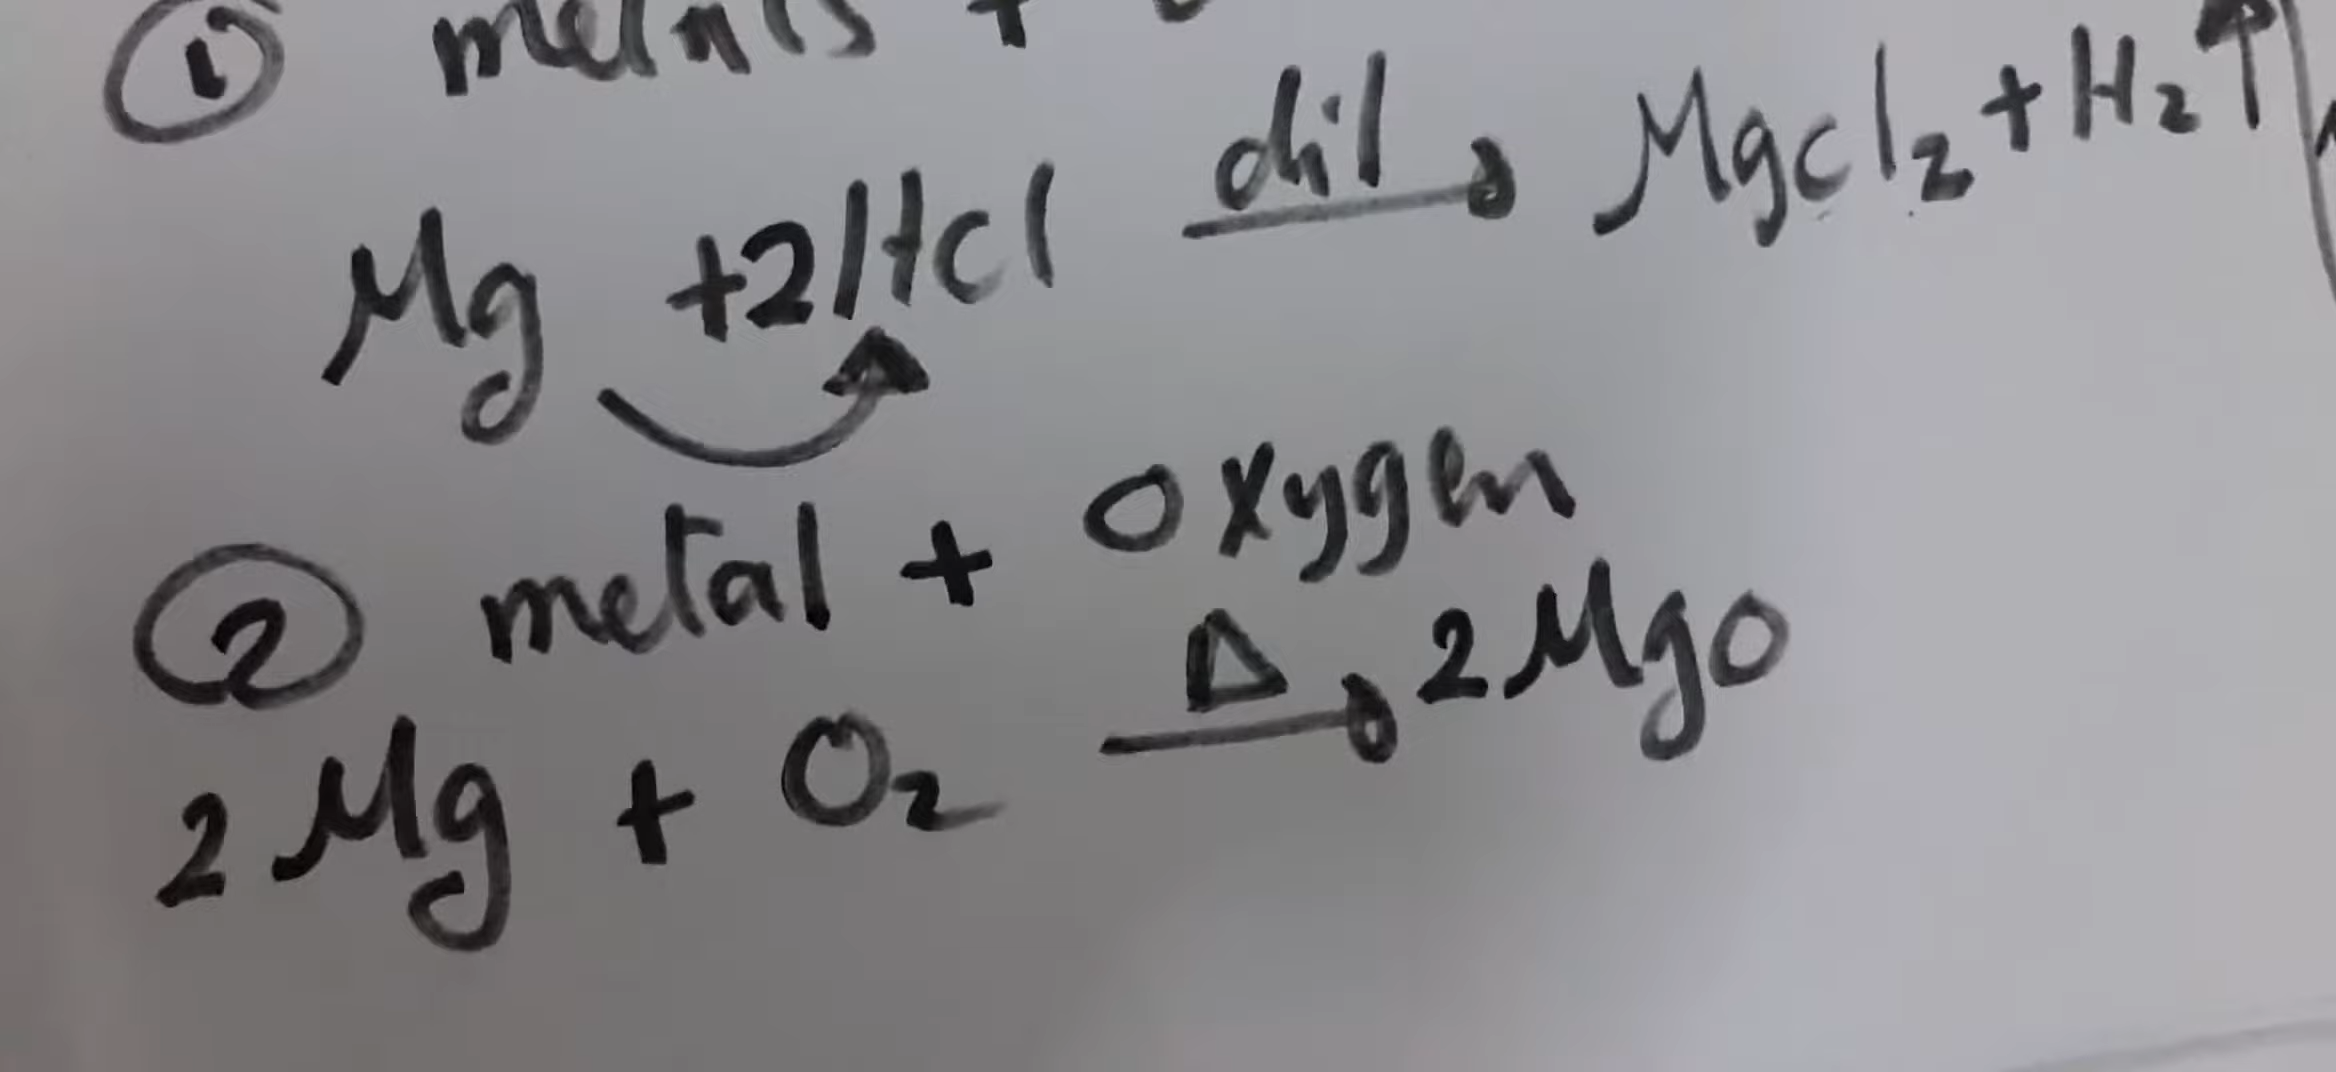 ① metals +
Mg +2HCl dil→ MgCl₂ + H₂↑
② metal + oxygen
2Mg + O₂ Δ→ 2MgO